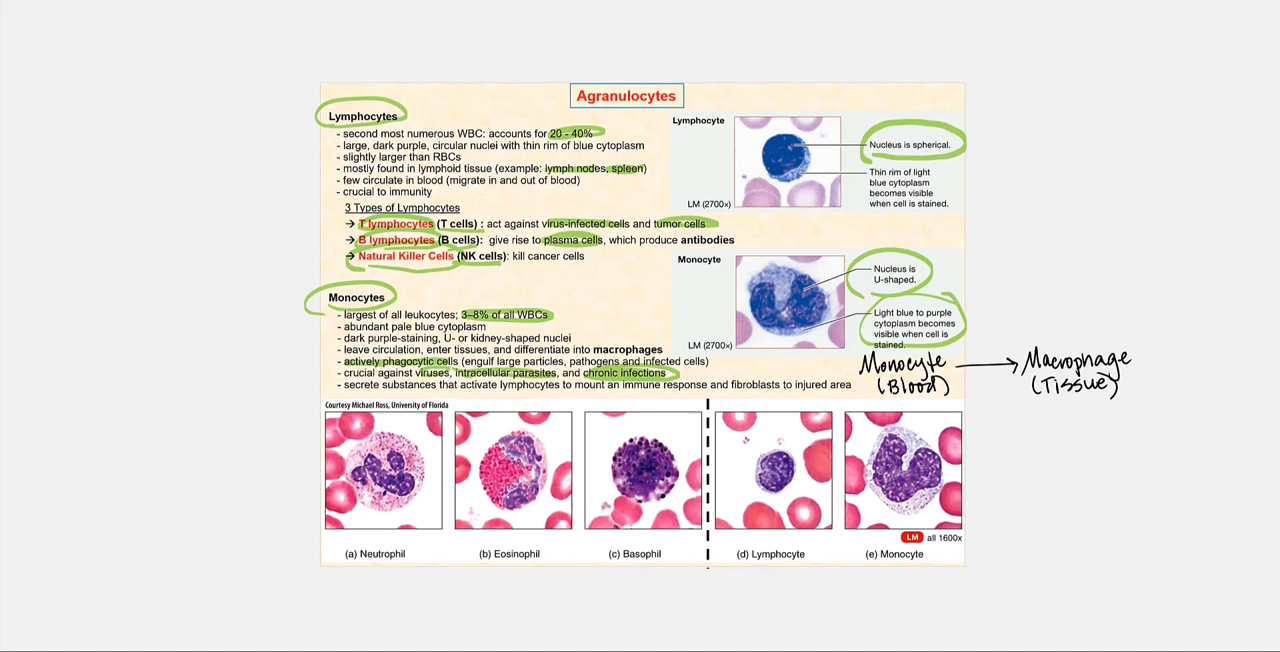 Agranulocytes
Lymphocytes
- second most numerous WBC: accounts for 20 - 40%
- large, dark purple, circular nuclei with thin rim of blue cytoplasm
- slightly larger than RBCs
- mostly found in lymphoid tissue (example: lymph nodes, spleen)
- few circulate in blood (migrate in and out of blood)
- crucial to immunity
3 Types of Lymphocytes
→ T lymphocytes (T cells) : act against virus-infected cells and tumor cells
→ B lymphocytes (B cells): give rise to plasma cells, which produce antibodies
→ Natural Killer Cells (NK cells): kill cancer cells
Lymphocyte
Nucleus is spherical.
Thin rim of light
blue cytoplasm
becomes visible
when cell is stained.
LM (2700×)
Monocytes
- largest of all leukocytes; 3–8% of all WBCs
- abundant pale blue cytoplasm
- dark purple-staining, U- or kidney-shaped nuclei
- leave circulation, enter tissues, and differentiate into macrophages
- actively phagocytic cells (engulf large particles, pathogens and infected cells)
- crucial against viruses, intracellular parasites, and chronic infections
- secrete substances that activate lymphocytes to mount an immune response and fibroblasts to injured area
Monocyte
Nucleus is
U-shaped.
Light blue to purple
cytoplasm becomes
visible when cell is
stained.
LM (2700×)
Monocyte → Macrophage
(Blood) (Tissue)
Courtesy Michael Ross, University of Florida
LM all 1600x
(a) Neutrophil (b) Eosinophil (c) Basophil (d) Lymphocyte (e) Monocyte